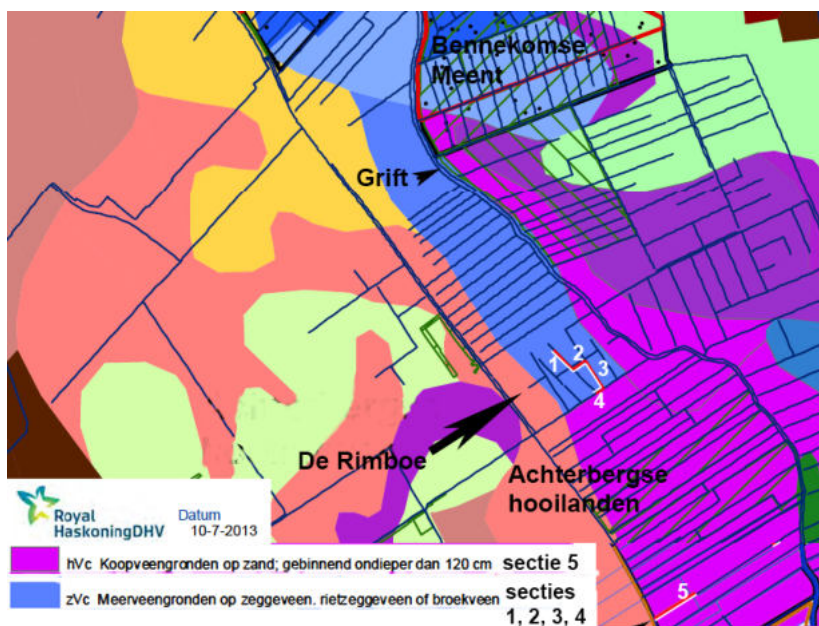 Bennekomse
Meent
Grift
1
2
3
4
De Rimboe
Achterbergse
hooilanden
5
Royal
HaskoningDHV
Datum
10-7-2013
hVc Koopveengronden op zand; gebinnend ondieper dan 120 cm sectie 5
zVc Meerveengronden op zeggeveen, rietzeggeveen of broekveen secties
1, 2, 3, 4